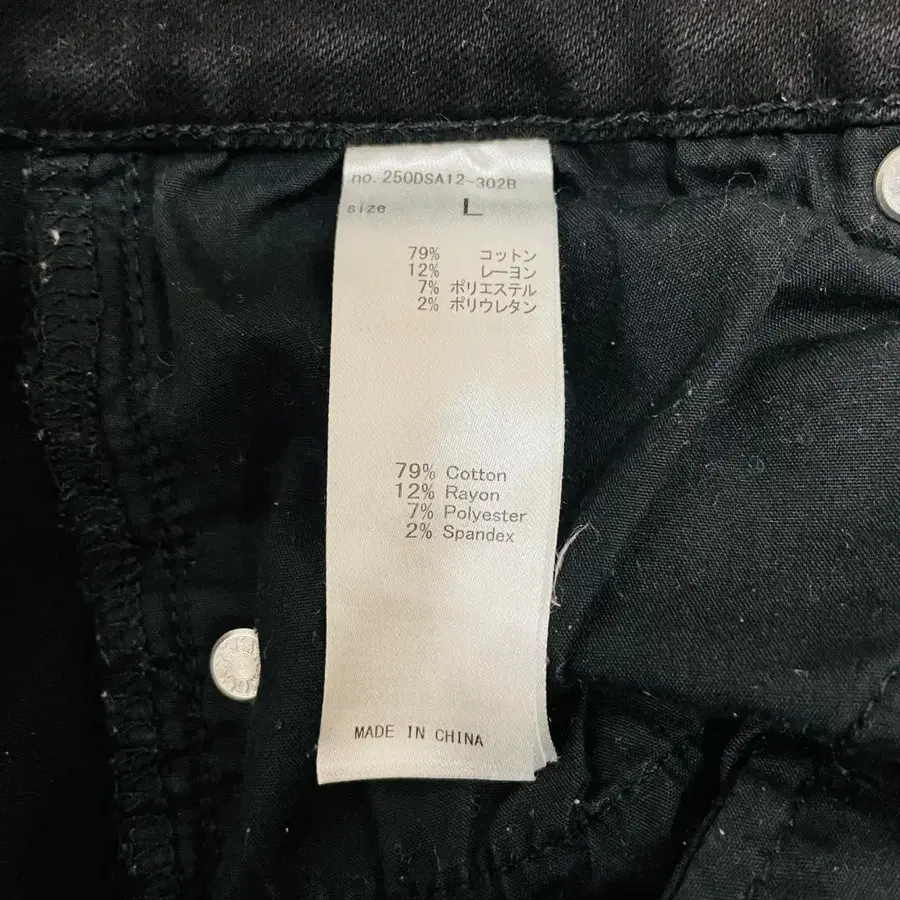 no. 250DSA12-302B
size L
79% コットン
12% レーヨン
7% ポリエステル
2% ポリウレタン
79% Cotton
12% Rayon
7% Polyester
2% Spandex
MADE IN CHINA